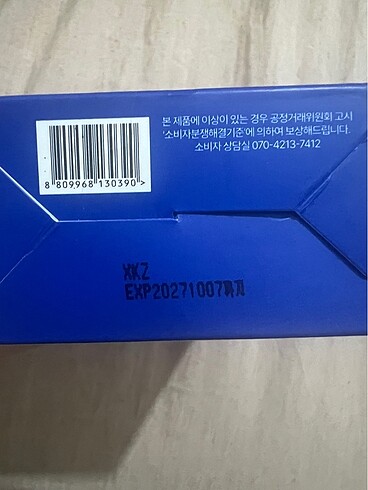 본 제품에 이상이 있는 경우 공정거래위원회 고시
'소비자분쟁해결기준'에 의하여 보상해드립니다.
소비자 상담실 070-4213-7412
8 809968 130390 >
XKZ
EXP20271007까지